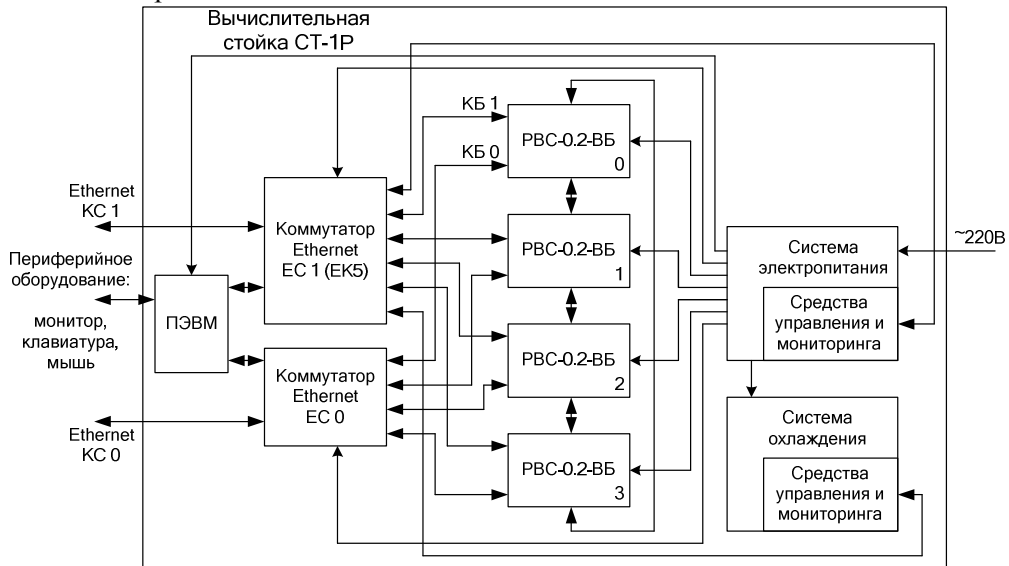 Вычислительная
стойка СТ-1Р
КБ 1
КБ 0
РВС-0.2-ВБ
0
Ethernet
КС 1
Коммутатор
Ethernet
ЕС 1 (ЕК5)
РВС-0.2-ВБ
1
Система
электропитания
~220В
Периферийное
оборудование:
монитор,
клавиатура,
мышь
ПЭВМ
Средства
управления и
мониторинга
РВС-0.2-ВБ
2
Коммутатор
Ethernet
ЕС 0
Ethernet
КС 0
РВС-0.2-ВБ
3
Система
охлаждения
Средства
управления и
мониторинга